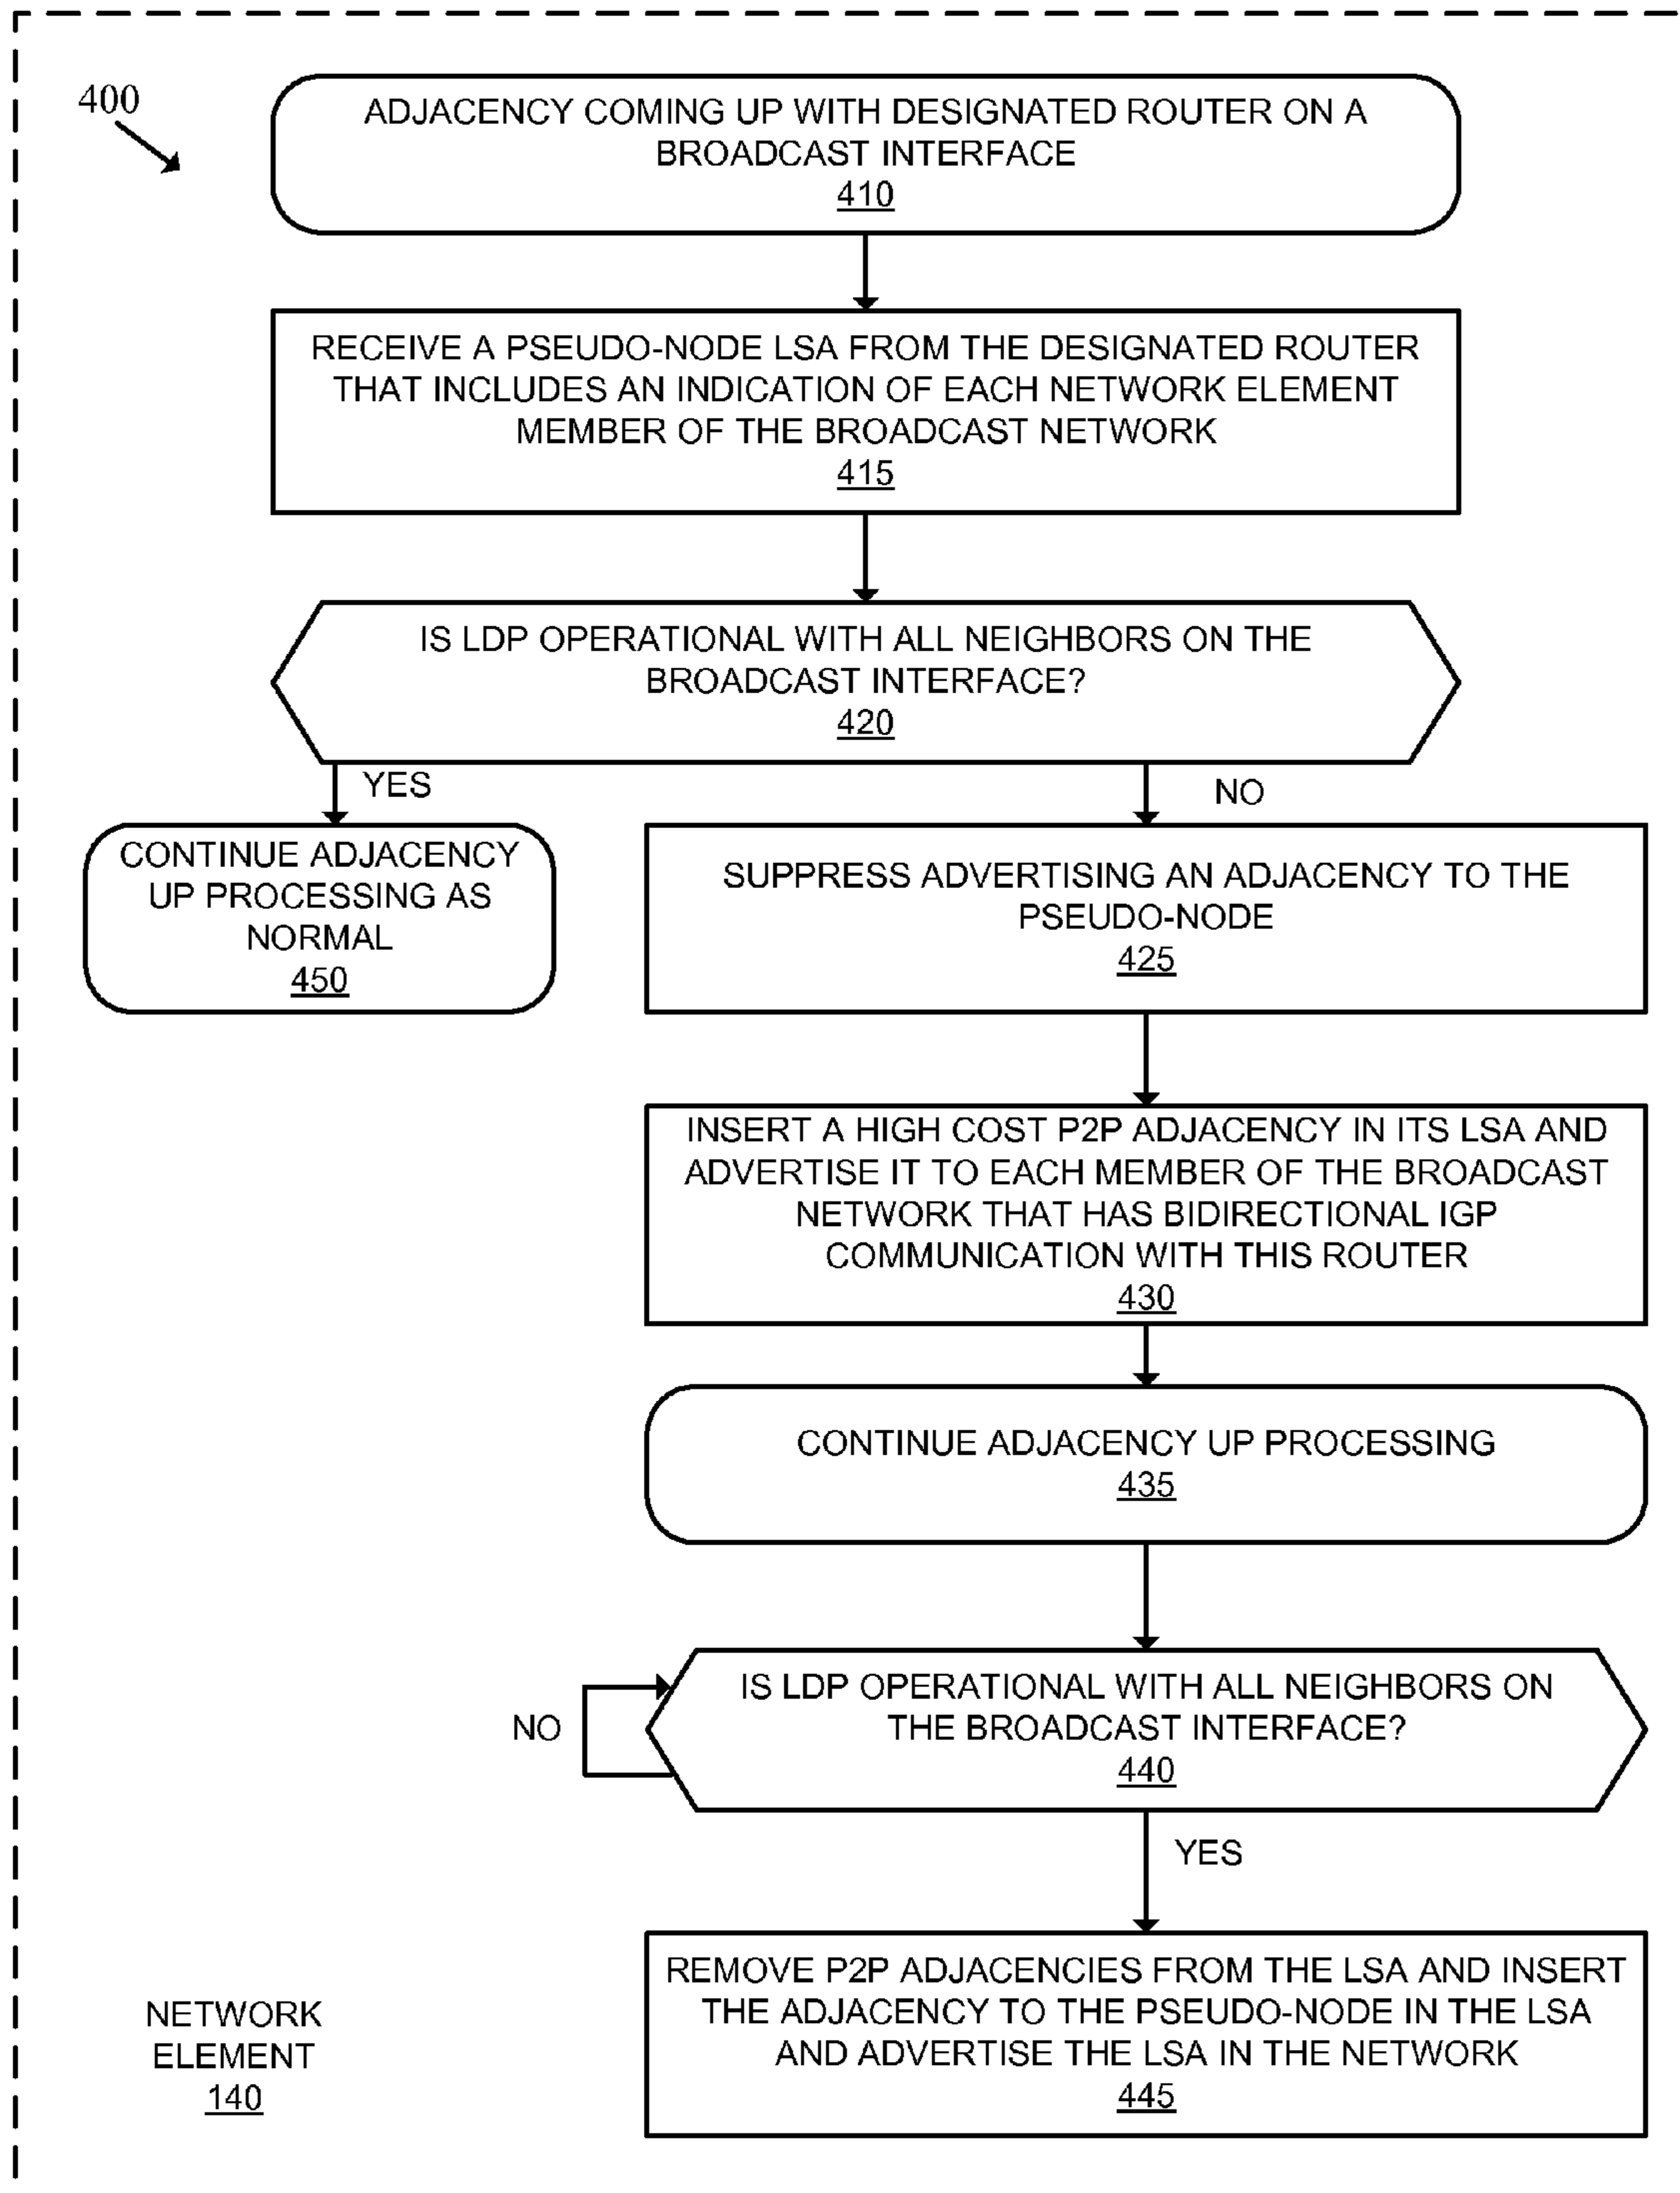 400
ADJACENCY COMING UP WITH DESIGNATED ROUTER ON A
BROADCAST INTERFACE
410
RECEIVE A PSEUDO-NODE LSA FROM THE DESIGNATED ROUTER
THAT INCLUDES AN INDICATION OF EACH NETWORK ELEMENT
MEMBER OF THE BROADCAST NETWORK
415
IS LDP OPERATIONAL WITH ALL NEIGHBORS ON THE
BROADCAST INTERFACE?
420
YES
NO
CONTINUE ADJACENCY
UP PROCESSING AS
NORMAL
450
SUPPRESS ADVERTISING AN ADJACENCY TO THE
PSEUDO-NODE
425
INSERT A HIGH COST P2P ADJACENCY IN ITS LSA AND
ADVERTISE IT TO EACH MEMBER OF THE BROADCAST
NETWORK THAT HAS BIDIRECTIONAL IGP
COMMUNICATION WITH THIS ROUTER
430
CONTINUE ADJACENCY UP PROCESSING
435
IS LDP OPERATIONAL WITH ALL NEIGHBORS ON
THE BROADCAST INTERFACE?
440
NO
YES
REMOVE P2P ADJACENCIES FROM THE LSA AND INSERT
THE ADJACENCY TO THE PSEUDO-NODE IN THE LSA
AND ADVERTISE THE LSA IN THE NETWORK
445
NETWORK
ELEMENT
140